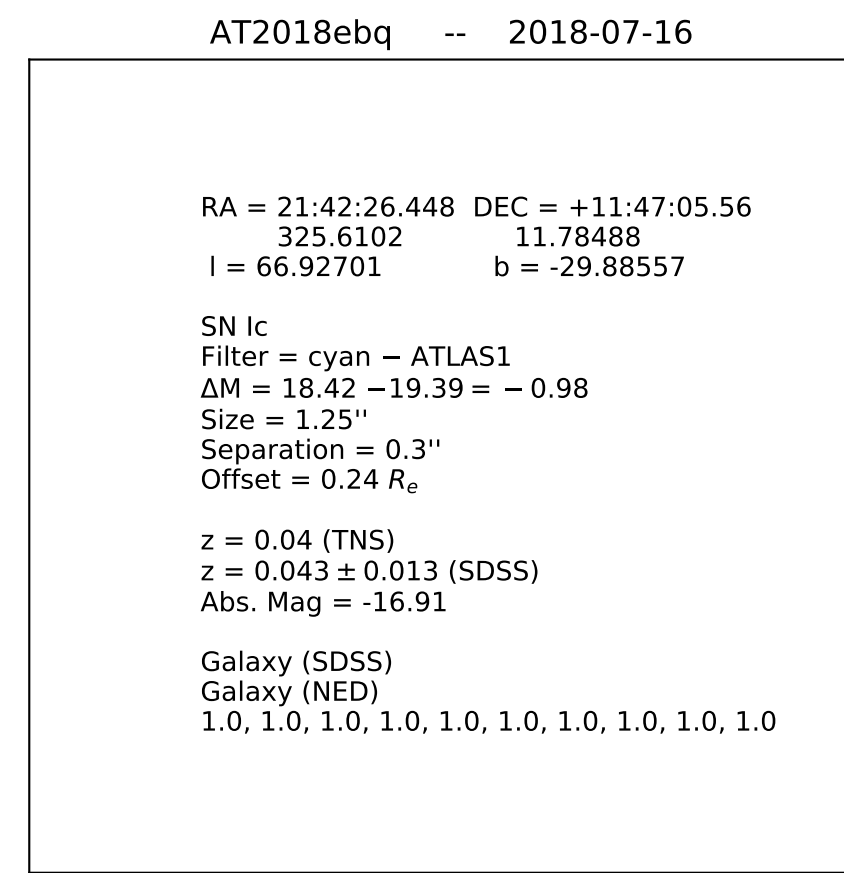 AT2018ebq -- 2018-07-16
RA = 21:42:26.448 DEC = +11:47:05.56
325.6102 11.78488
l = 66.92701 b = -29.88557
SN Ic
Filter = cyan − ATLAS1
ΔM = 18.42 −19.39 = − 0.98
Size = 1.25''
Separation = 0.3''
Offset = 0.24 Re
z = 0.04 (TNS)
z = 0.043 ± 0.013 (SDSS)
Abs. Mag = -16.91
Galaxy (SDSS)
Galaxy (NED)
1.0, 1.0, 1.0, 1.0, 1.0, 1.0, 1.0, 1.0, 1.0, 1.0